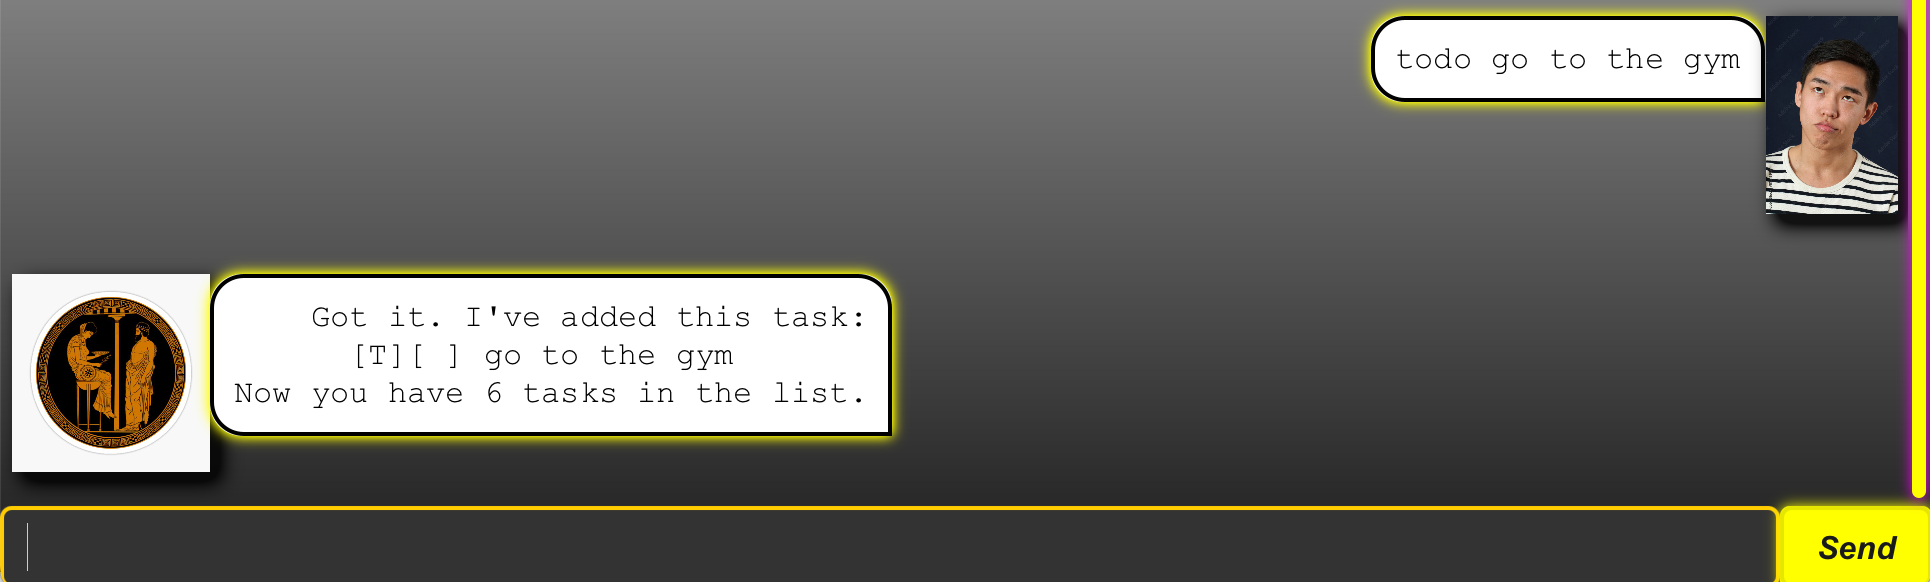 todo go to the gym
Got it. I've added this task:
[T][ ] go to the gym
Now you have 6 tasks in the list.
Send